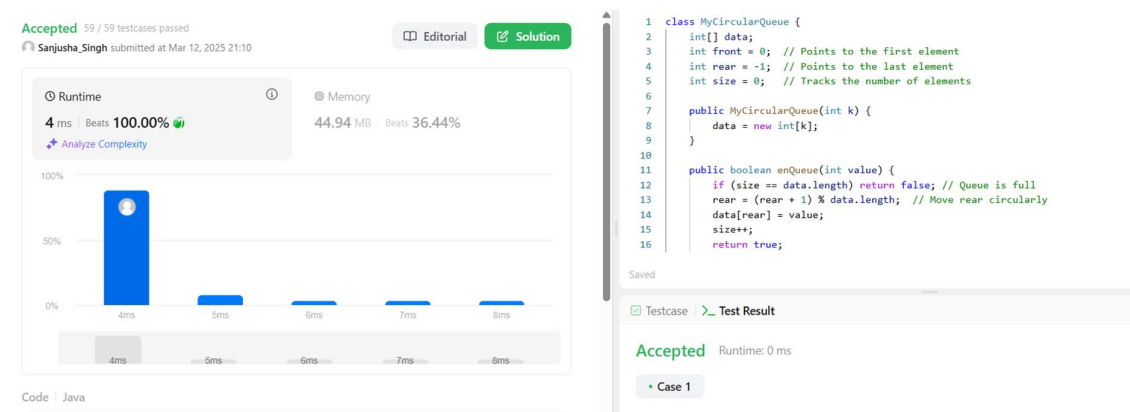 Accepted 59 / 59 testcases passed
Sanjusha_Singh submitted at Mar 12, 2025 21:10
Editorial
Solution
Runtime
4 ms Beats 100.00%
Analyze Complexity
Memory
44.94 MB Beats 36.44%
100%
50%
0%
4ms 5ms 6ms 7ms 8ms
4ms 5ms 6ms 7ms 8ms
Code Java
1 class MyCircularQueue {
2 int[] data;
3 int front = 0; // Points to the first element
4 int rear = -1; // Points to the last element
5 int size = 0; // Tracks the number of elements
6
7 public MyCircularQueue(int k) {
8 data = new int[k];
9 }
10
11 public boolean enQueue(int value) {
12 if (size == data.length) return false; // Queue is full
13 rear = (rear + 1) % data.length; // Move rear circularly
14 data[rear] = value;
15 size++;
16 return true;
Saved
Testcase >_ Test Result
Accepted Runtime: 0 ms
• Case 1